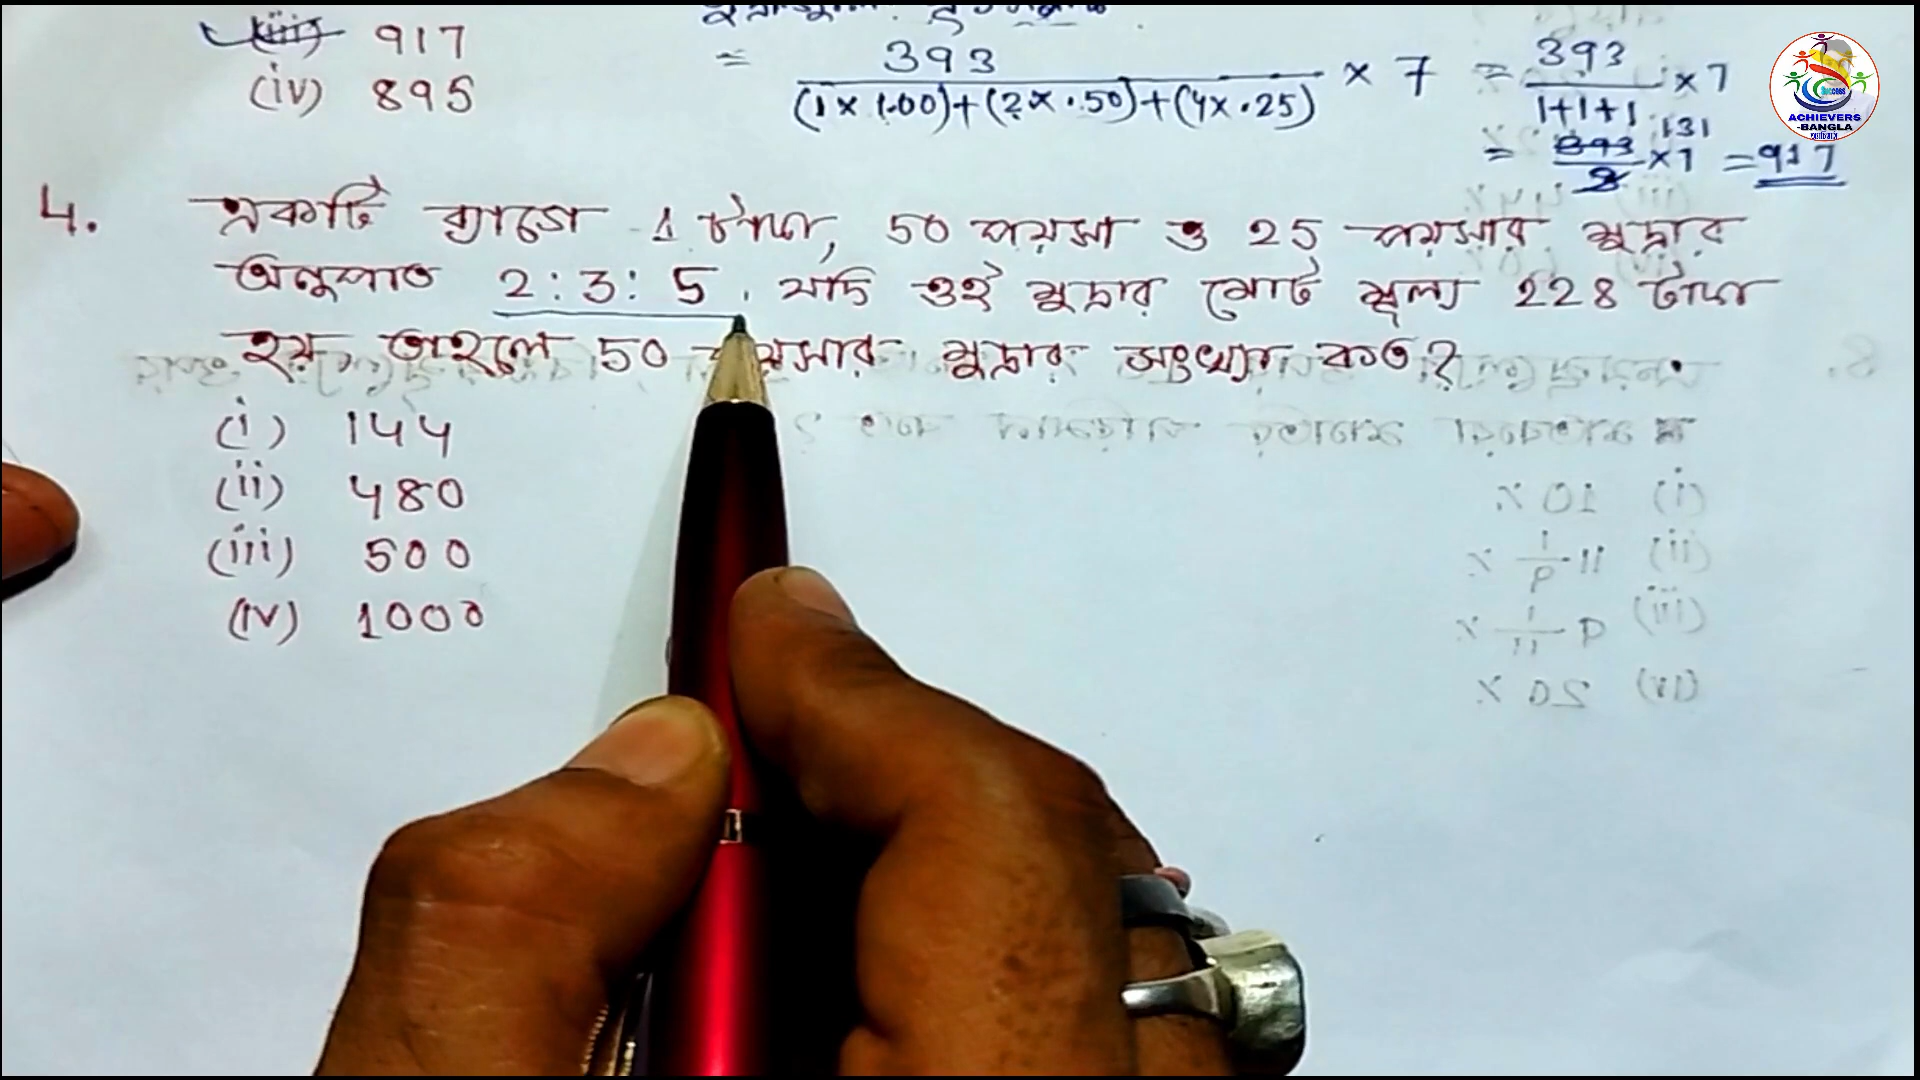 (iii) 917
(iv) 895
= 393 / (1 x 1.00)+(2 x .50)+(4x .25) x 7 = 393 / 1+1+1 x 7
= 393 / 3 x 7 = 917
131
ACHIEVERS
-BANGLA
4. একটি ব্যাগে 1 টাকা, 50 পয়সা ও 25 পয়সার মুদ্রার
অনুপাত 2:3:5. যদি ওই মুদ্রার মোট মূল্য 228 টাকা
হয় তাহলে 50 পয়সার মুদ্রার সংখ্যা কত?
(i) 144
(ii) 480
(iii) 500
(iv) 1000